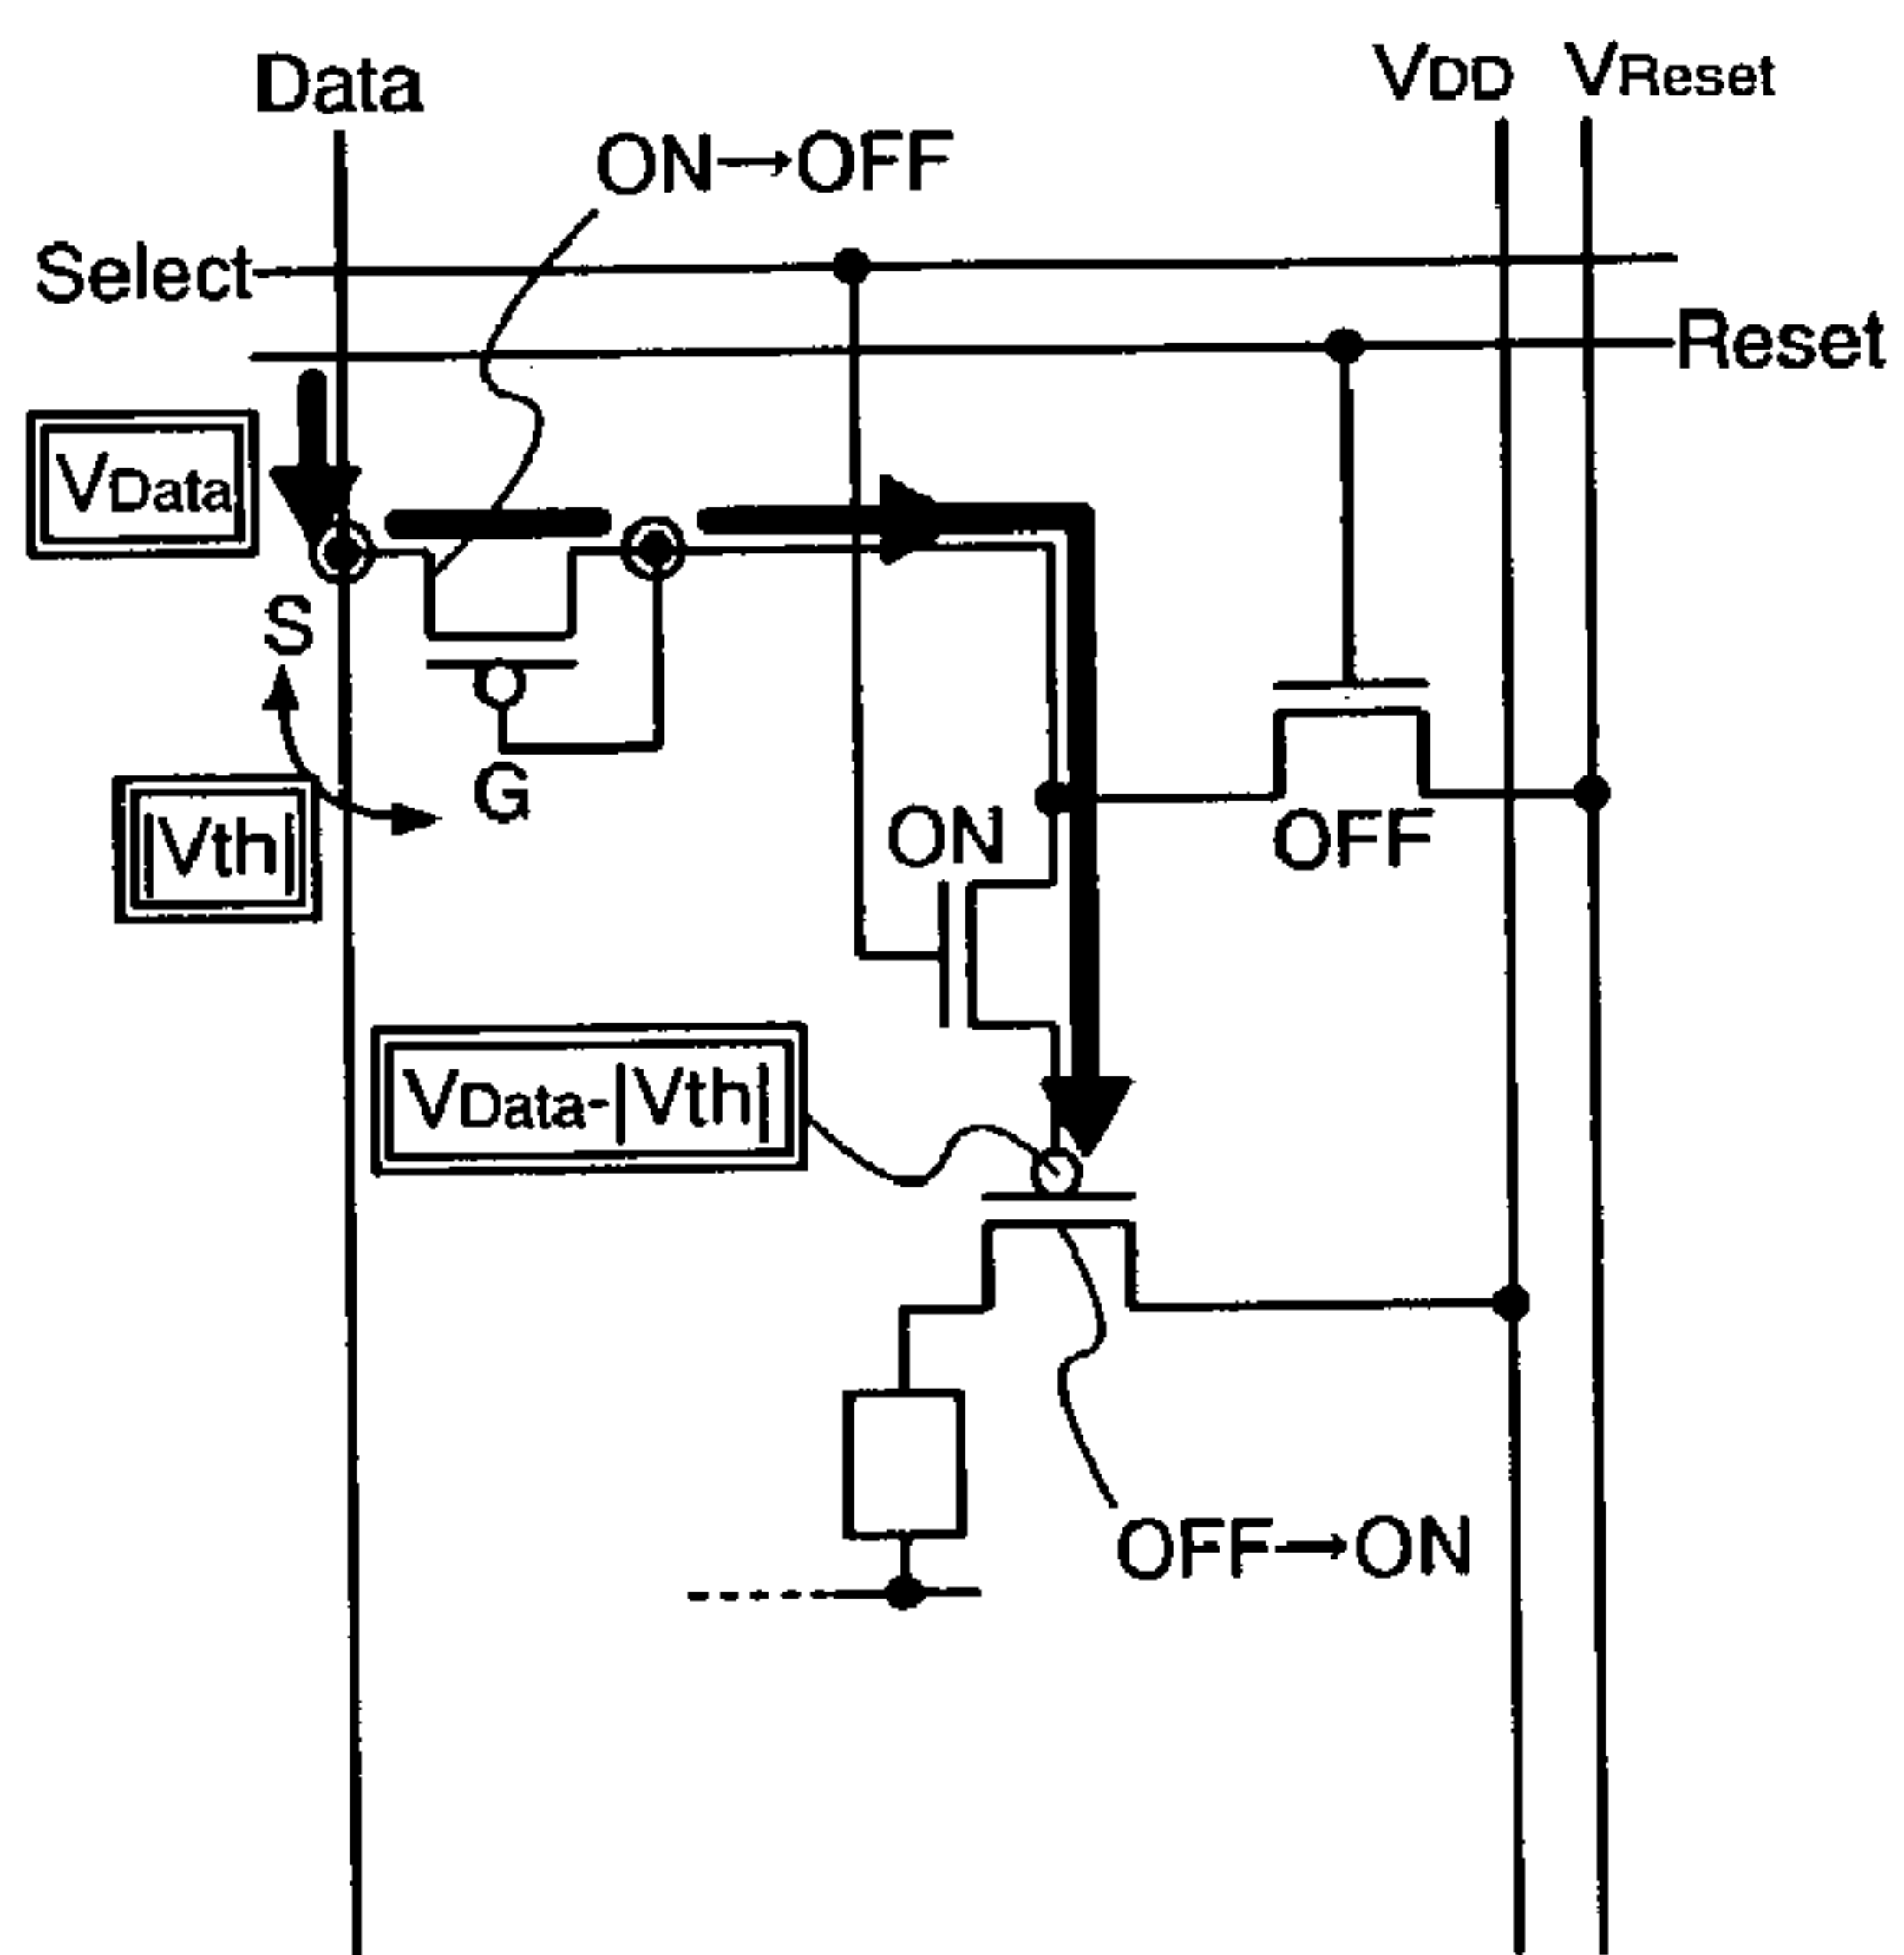 Data
VDD
VReset
ON→OFF
Select
Reset
VData
S
G
|Vth|
ON
OFF
VData-|Vth|
OFF→ON